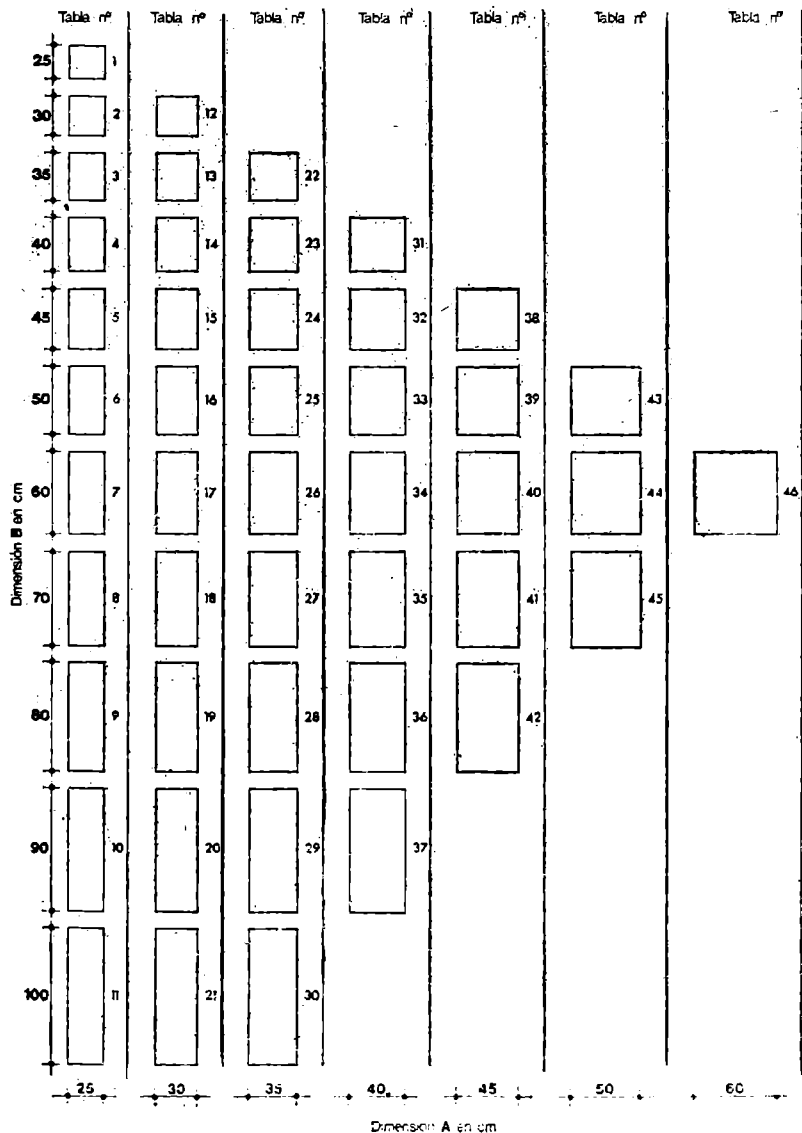 Tabla nº Tabla nº Tabla nº Tabla nº Tabla nº Tabla nº Tabla nº
25 1
30 2 12
35 3 13 22
40 4 14 23 31
45 5 15 24 32 38
50 6 16 25 33 39 43
60 7 17 26 34 40 44 46
70 8 18 27 35 41 45
80 9 19 28 36 42
90 10 20 29 37
100 11 21 30
Dimensión B en cm
25 30 35 40 45 50 60
Dimensión A en cm